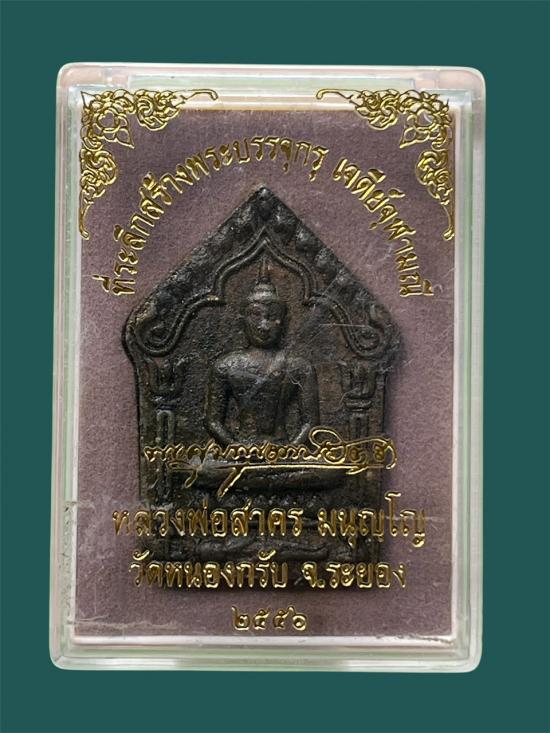 ที่ระลึกสร้างพระบรรจุกรุ เจดีย์จุฬามณี
หลวงพ่อสาคร มนุญโญ
วัดหนองกรับ จ.ระยอง
๒๕๕๖